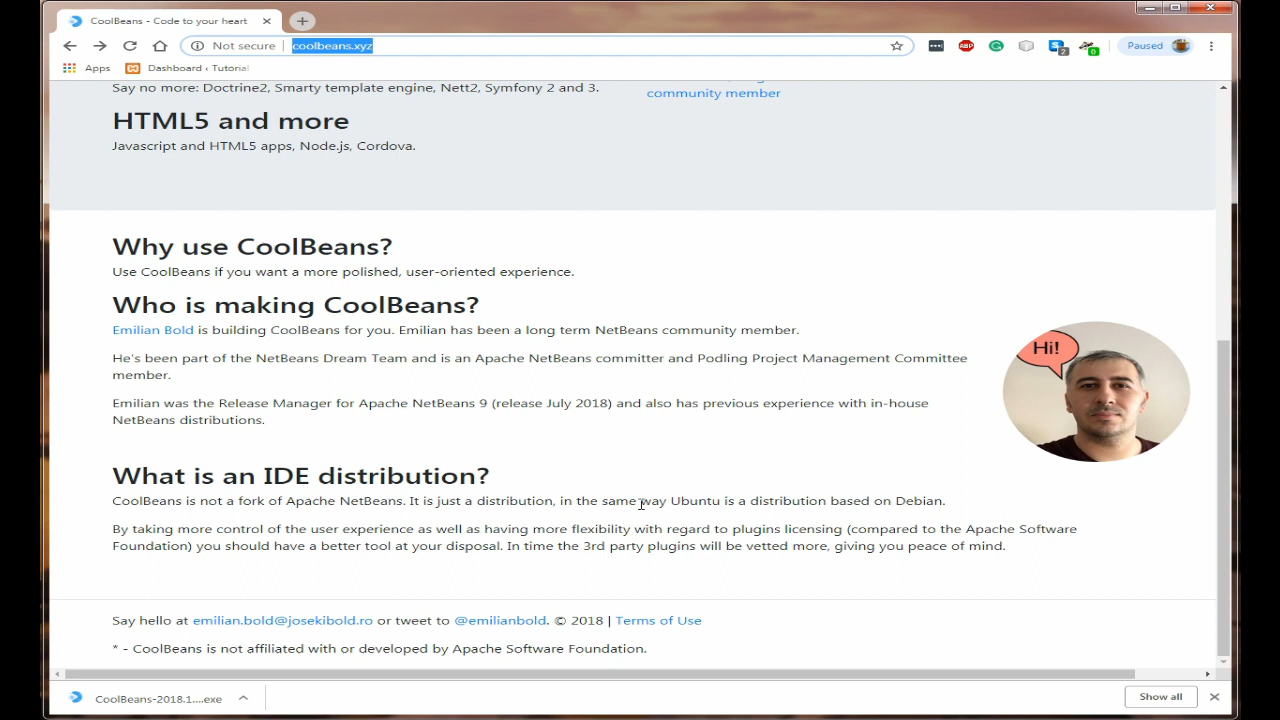 CoolBeans - Code to your heart
Not secure
coolbeans.xyz
ABP
2
0
Paused
Apps
Dashboard ‹ Tutorial
Say no more: Doctrine2, Smarty template engine, Nett2, Symfony 2 and 3.
community member
HTML5 and more
Javascript and HTML5 apps, Node.js, Cordova.
Why use CoolBeans?
Use CoolBeans if you want a more polished, user-oriented experience.
Who is making CoolBeans?
Emilian Bold is building CoolBeans for you. Emilian has been a long term NetBeans community member.
He's been part of the NetBeans Dream Team and is an Apache NetBeans committer and Podling Project Management Committee
member.
Emilian was the Release Manager for Apache NetBeans 9 (release July 2018) and also has previous experience with in-house
NetBeans distributions.
Hi!
What is an IDE distribution?
CoolBeans is not a fork of Apache NetBeans. It is just a distribution, in the same way Ubuntu is a distribution based on Debian.
By taking more control of the user experience as well as having more flexibility with regard to plugins licensing (compared to the Apache Software
Foundation) you should have a better tool at your disposal. In time the 3rd party plugins will be vetted more, giving you peace of mind.
Say hello at emilian.bold@josekibold.ro or tweet to @emilianbold. © 2018 | Terms of Use
* - CoolBeans is not affiliated with or developed by Apache Software Foundation.
CoolBeans-2018.1....exe
Show all